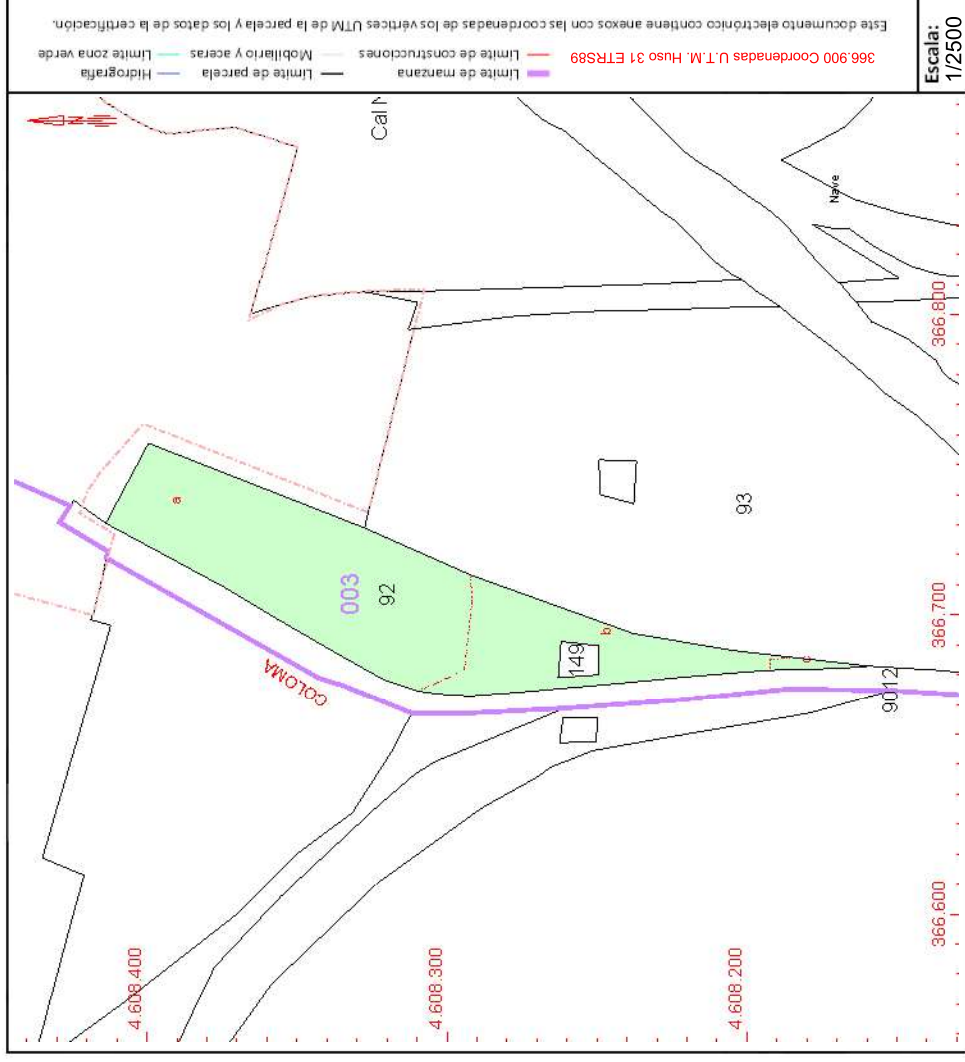 Este documento electrónico contiene anexos con las coordenadas de los vértices UTM de la parcela y los datos de la certificación.
366.900 Coordenadas U.T.M. Huso 31 ETRS89
Límite de manzana
Límite de parcela
Hidrografía
Límite de construcciones
Mobiliario y aceras
Límite zona verde
Escala:
1/2500
N
Cal
a
003
92
COLOMA
149
b
c
93
9012
Nave
4.608.400
4.608.300
4.608.200
366.600
366.700
366.800